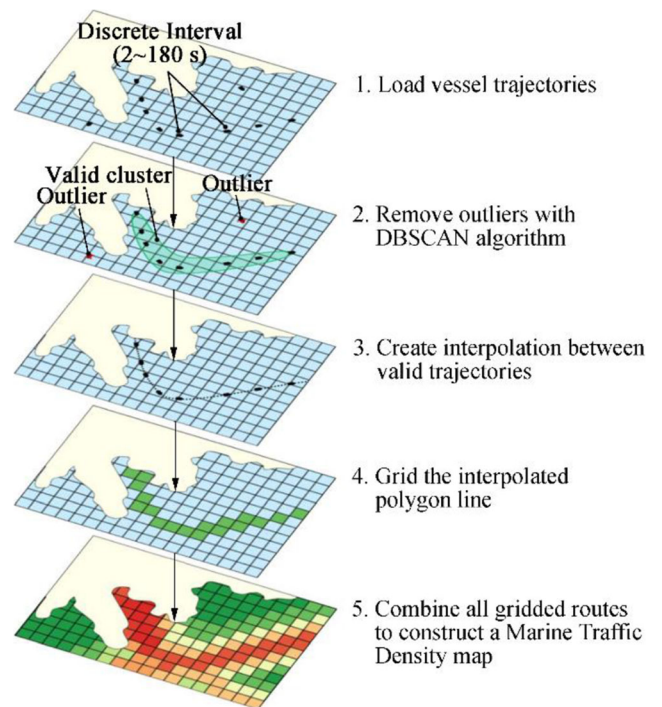 Discrete Interval
(2~180 s)
1. Load vessel trajectories
Valid cluster
Outlier
Outlier
2. Remove outliers with
DBSCAN algorithm
3. Create interpolation between
valid trajectories
4. Grid the interpolated
polygon line
5. Combine all gridded routes
to construct a Marine Traffic
Density map